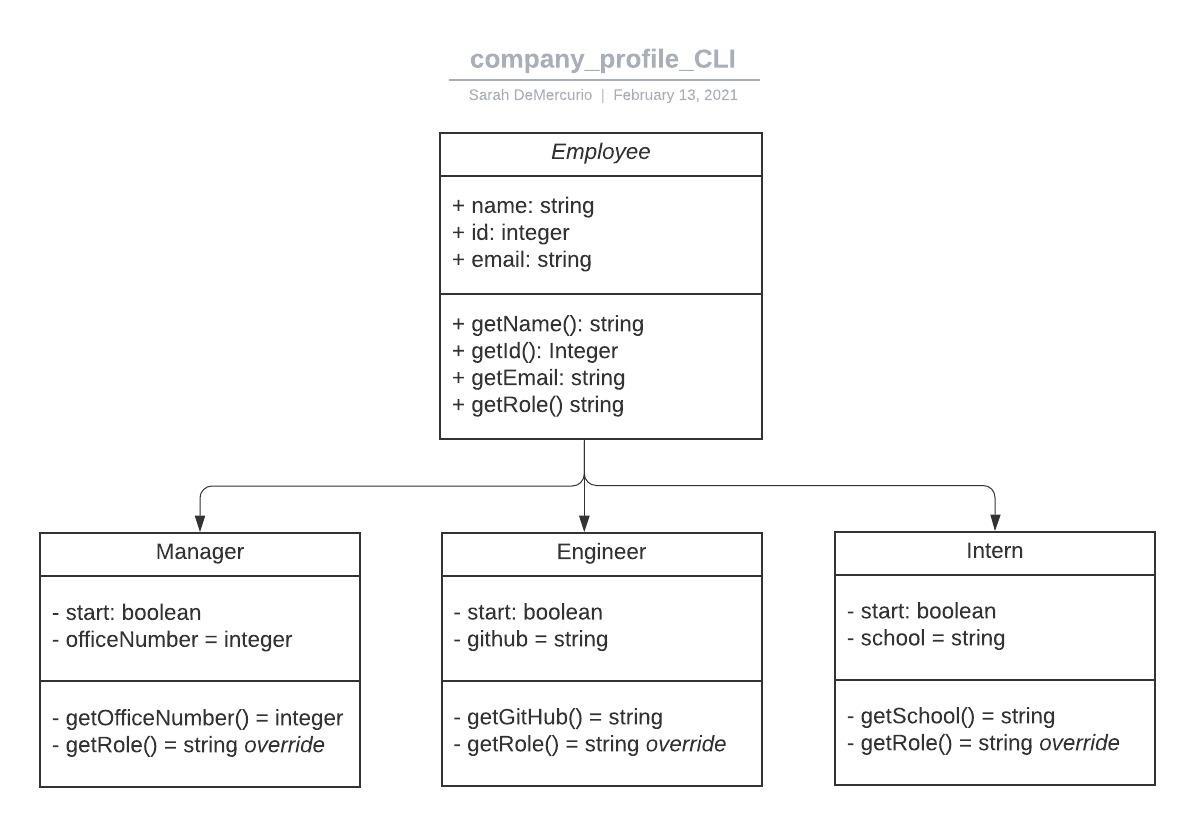 company_profile_CLI
Sarah DeMercurio | February 13, 2021
Employee
+ name: string
+ id: integer
+ email: string
+ getName(): string
+ getId(): Integer
+ getEmail: string
+ getRole() string
Manager
- start: boolean
- officeNumber = integer
- getOfficeNumber() = integer
- getRole() = string override
Engineer
- start: boolean
- github = string
- getGitHub() = string
- getRole() = string override
Intern
- start: boolean
- school = string
- getSchool() = string
- getRole() = string override